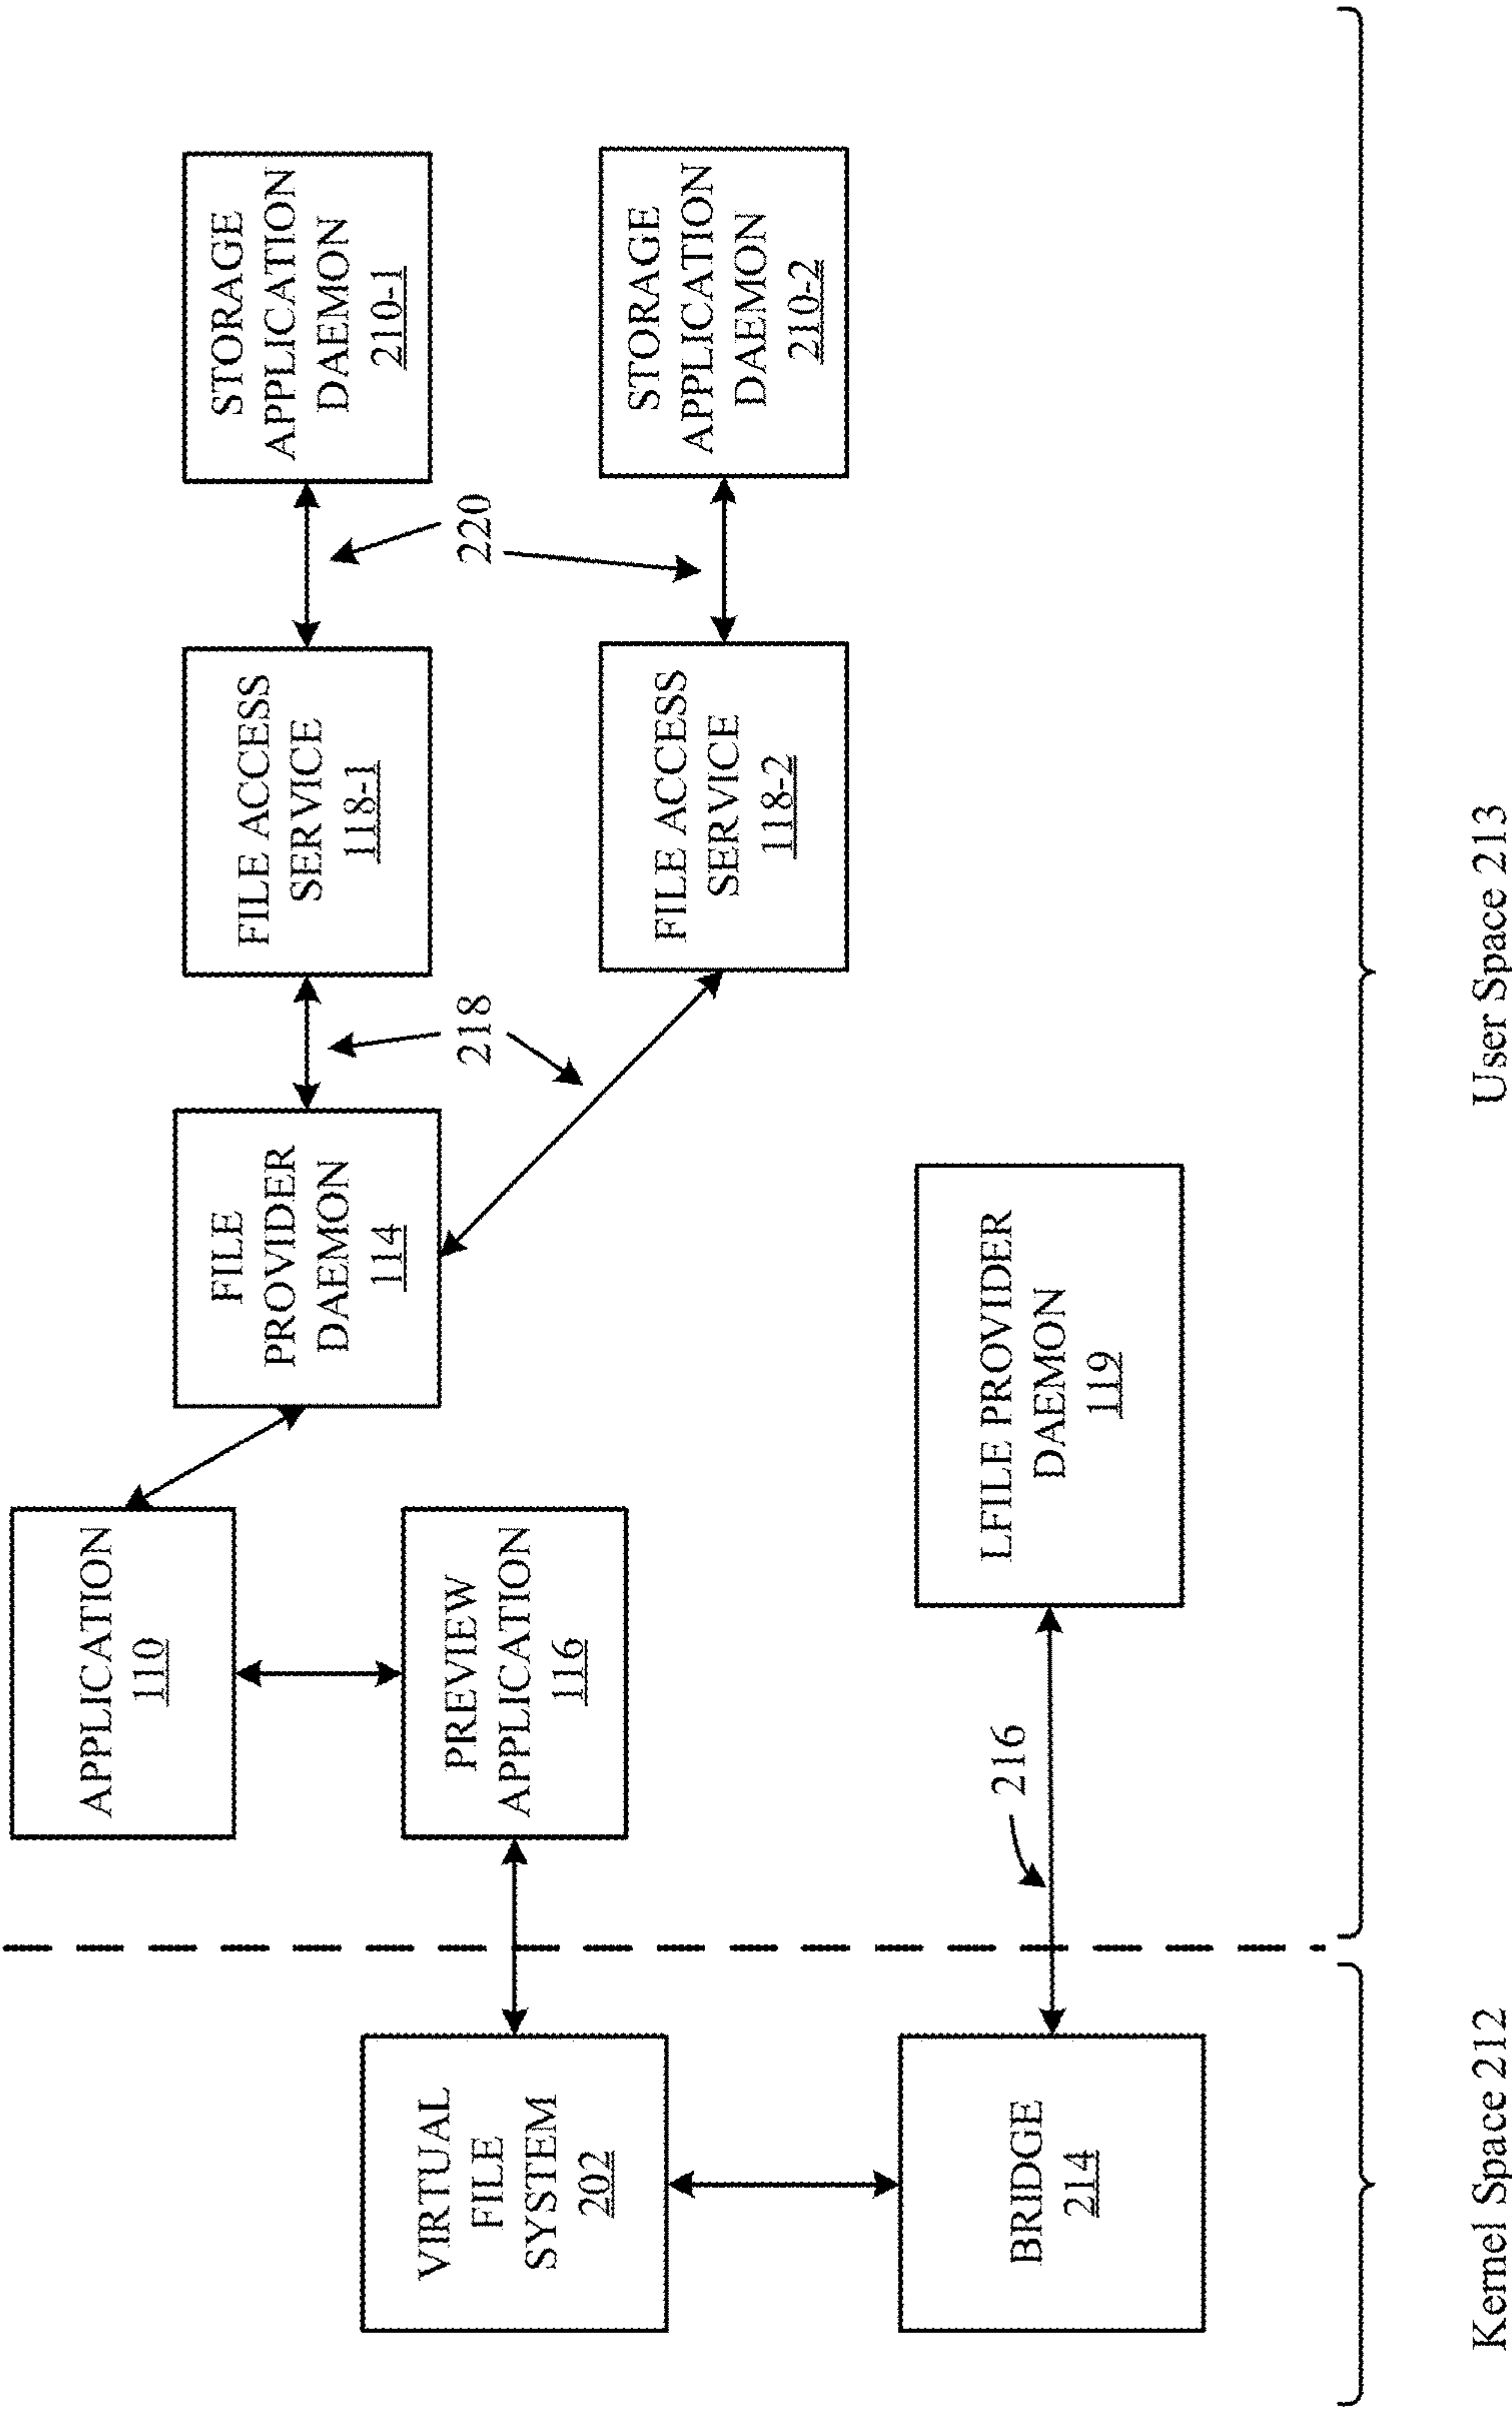 APPLICATION
110
FILE
PROVIDER
DAEMON
114
FILE ACCESS
SERVICE
118-1
STORAGE
APPLICATION
DAEMON
210-1
218
220
VIRTUAL
FILE
SYSTEM
202
PREVIEW
APPLICATION
116
FILE ACCESS
SERVICE
118-2
STORAGE
APPLICATION
DAEMON
210-2
216
BRIDGE
214
LFILE PROVIDER
DAEMON
119
Kernel Space 212
User Space 213